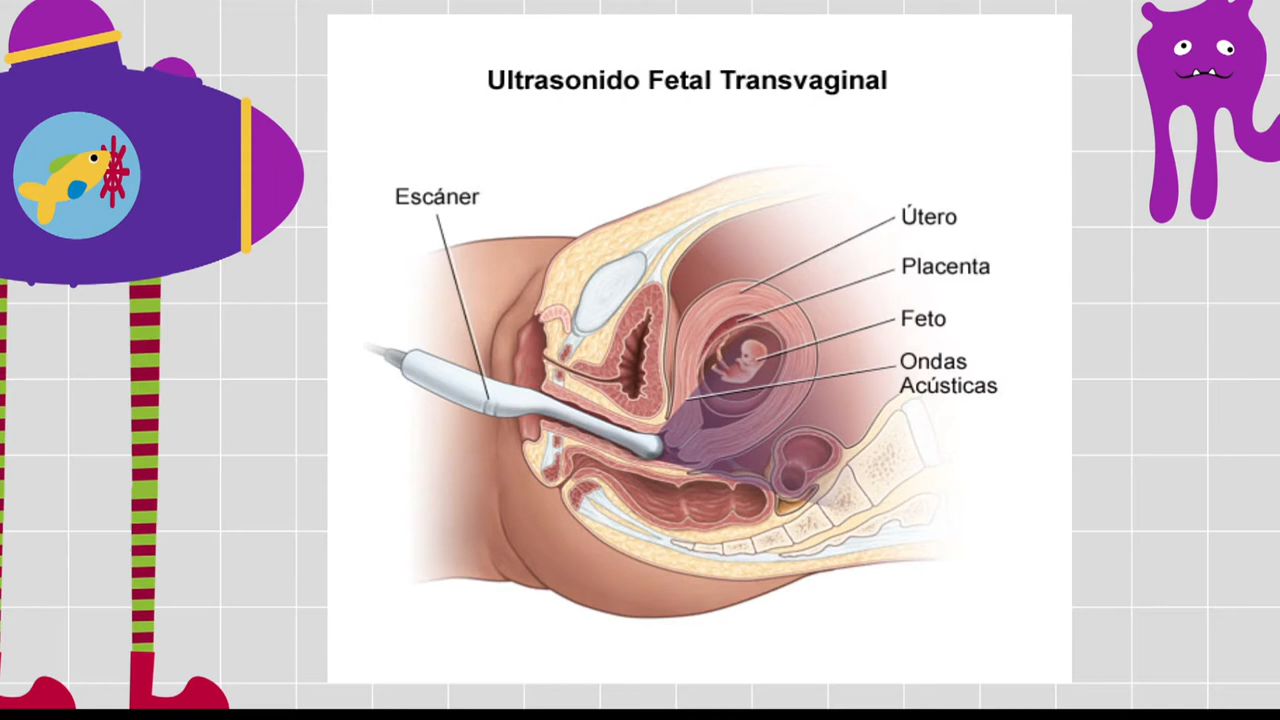 Ultrasonido Fetal Transvaginal
Escáner
Útero
Placenta
Feto
Ondas
Acústicas